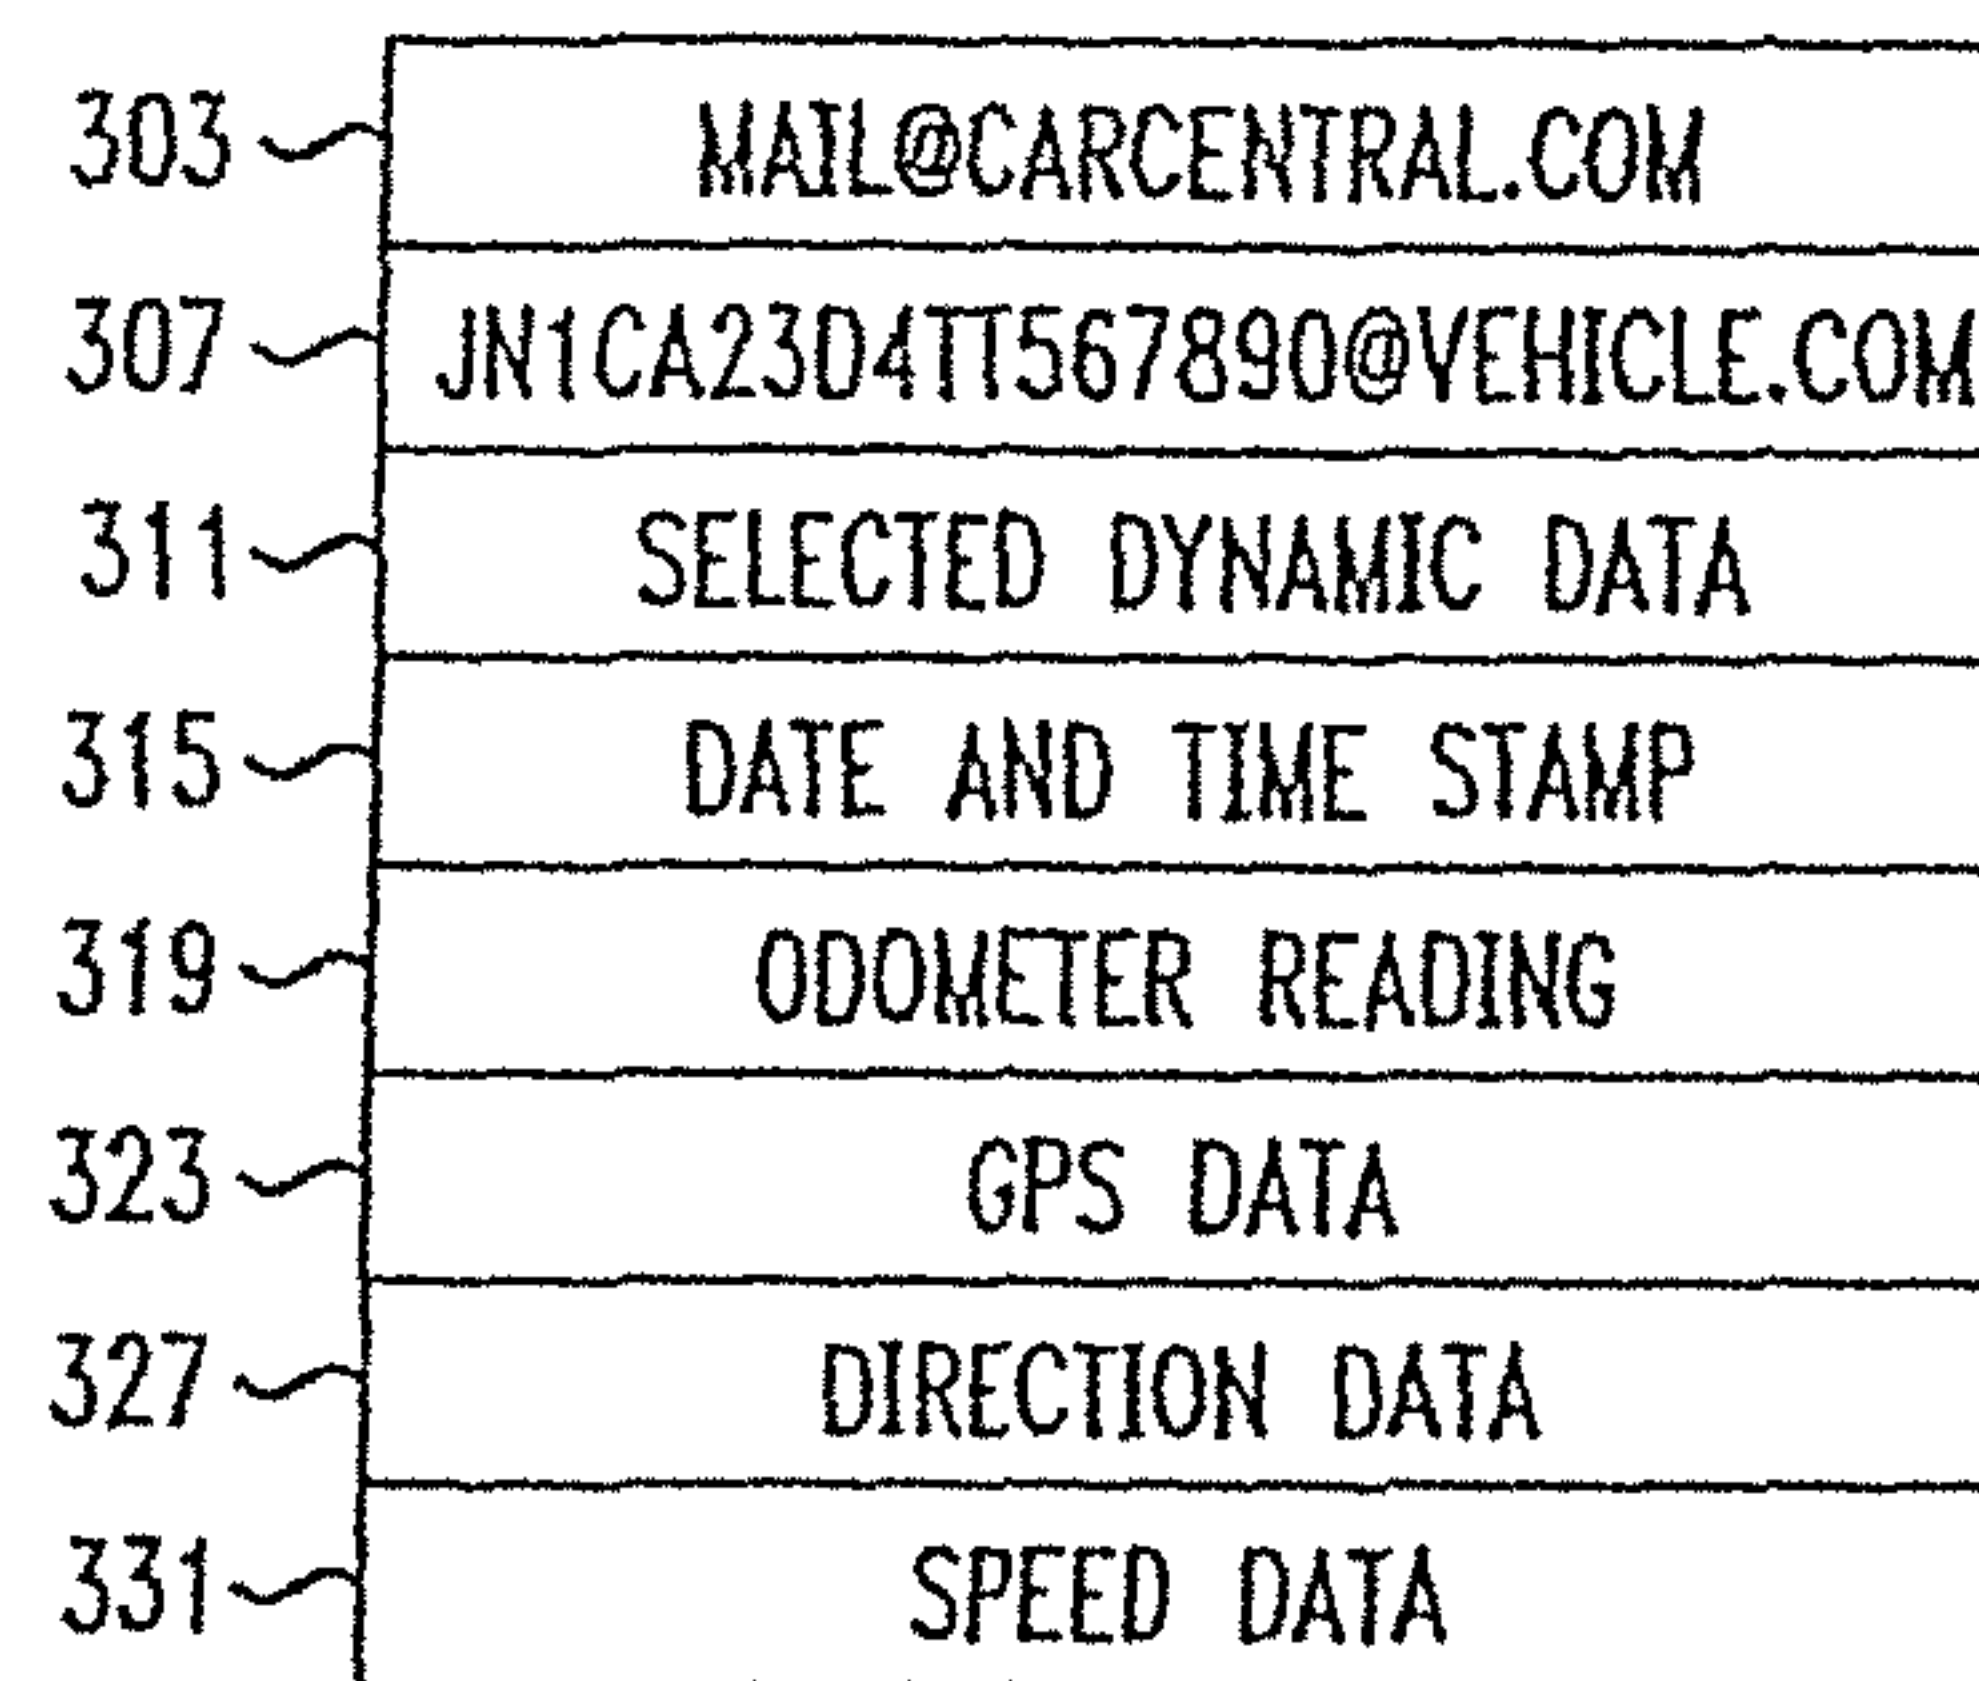 303 MAIL@CARCENTRAL.COM
307 JN1CA23D4TT567890@VEHICLE.COM
311 SELECTED DYNAMIC DATA
315 DATE AND TIME STAMP
319 ODOMETER READING
323 GPS DATA
327 DIRECTION DATA
331 SPEED DATA